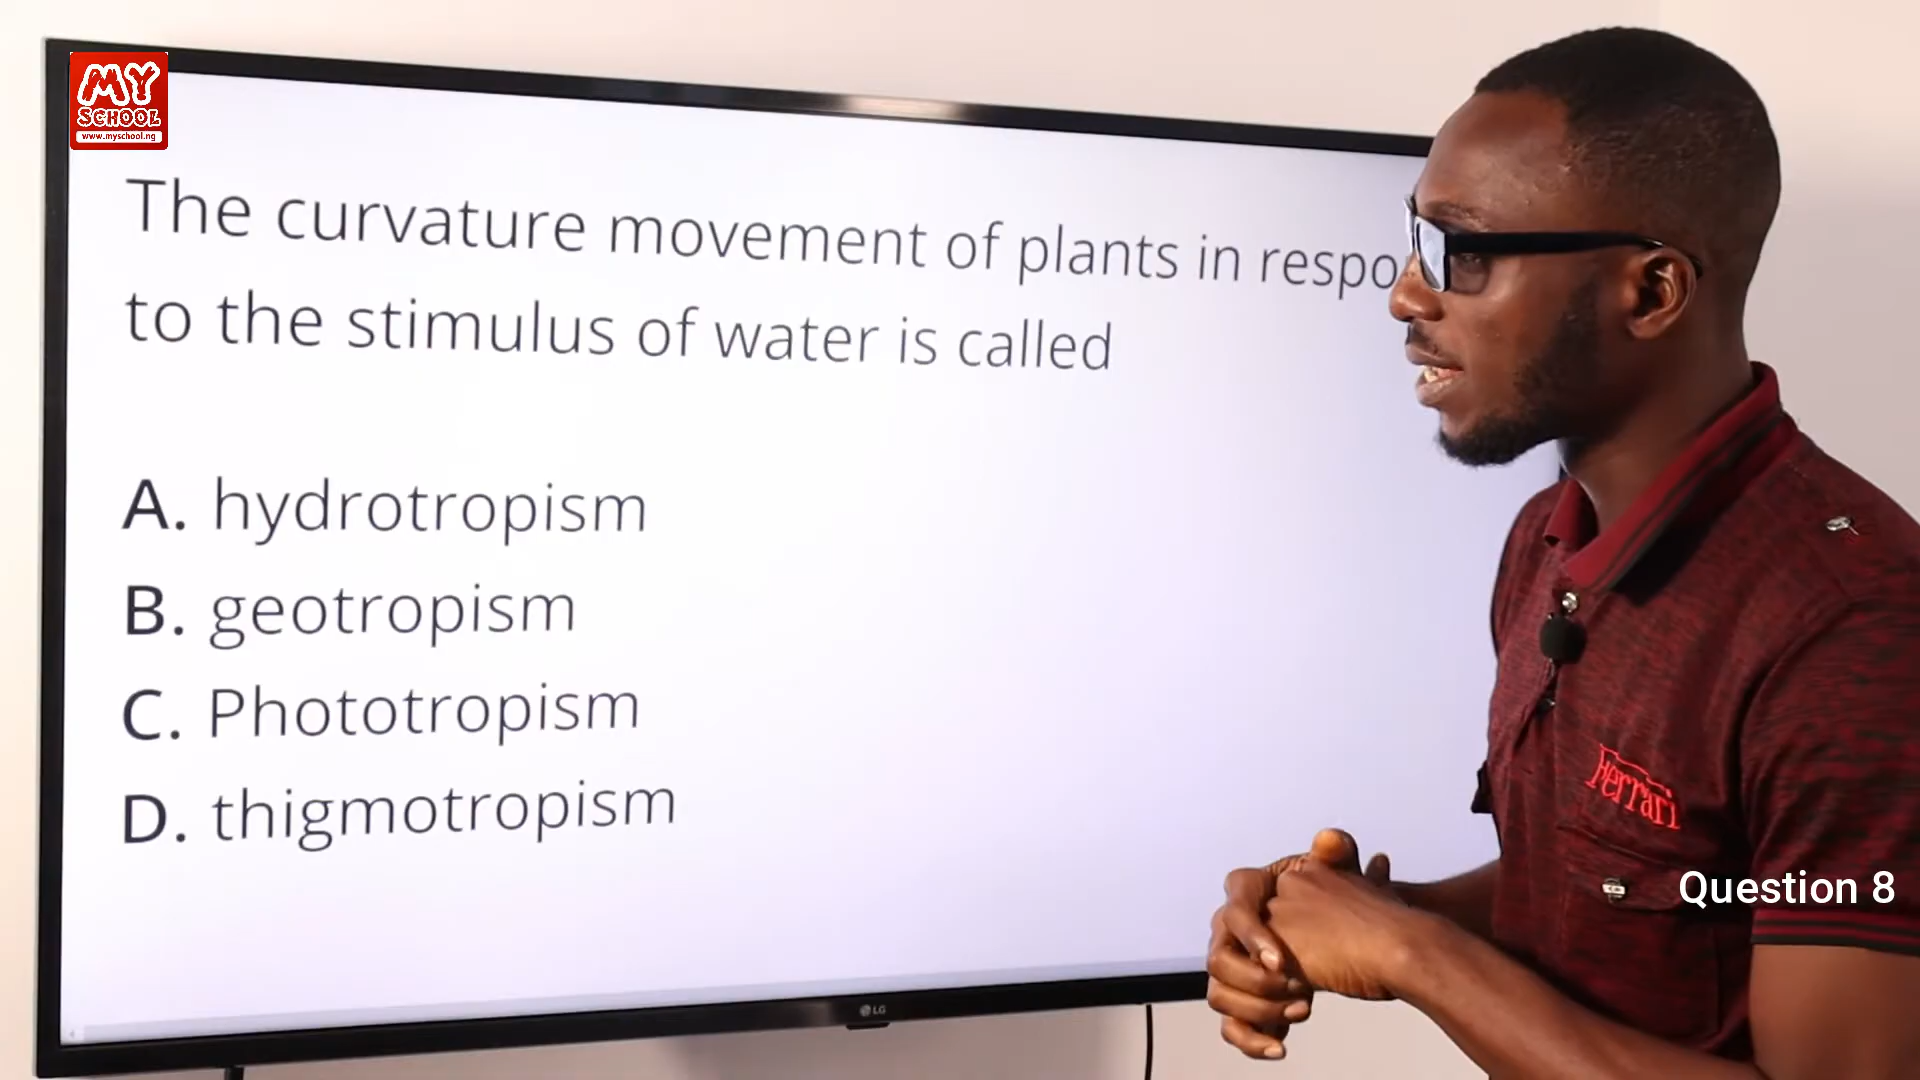 MY
SCHOOL
www.myschool.ng
The curvature movement of plants in
to the stimulus of water is called
A. hydrotropism
B. geotropism
C. Phototropism
D. thigmotropism
Ferrari
Question 8
LG